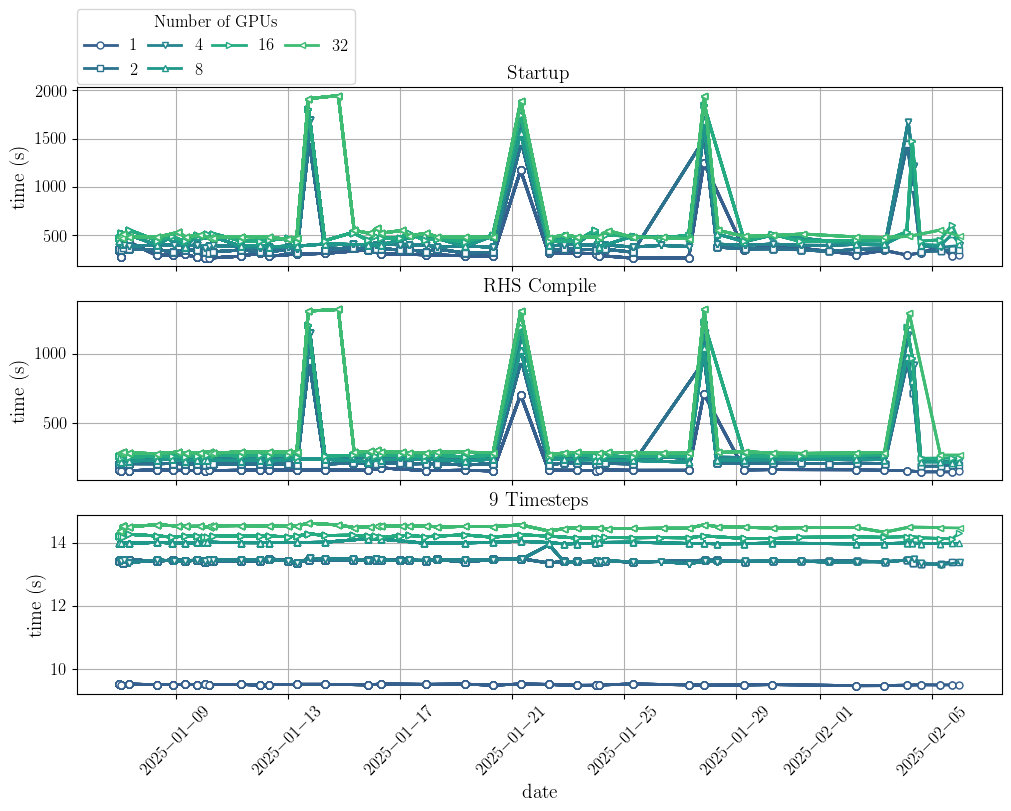 Number of GPUs
1 4 16 32
2 8
Startup
2000
1500
1000
500
time (s)
RHS Compile
1000
500
time (s)
9 Timesteps
14
12
10
time (s)
2025−01−09 2025−01−13 2025−01−17 2025−01−21 2025−01−25 2025−01−29 2025−02−01 2025−02−05
date